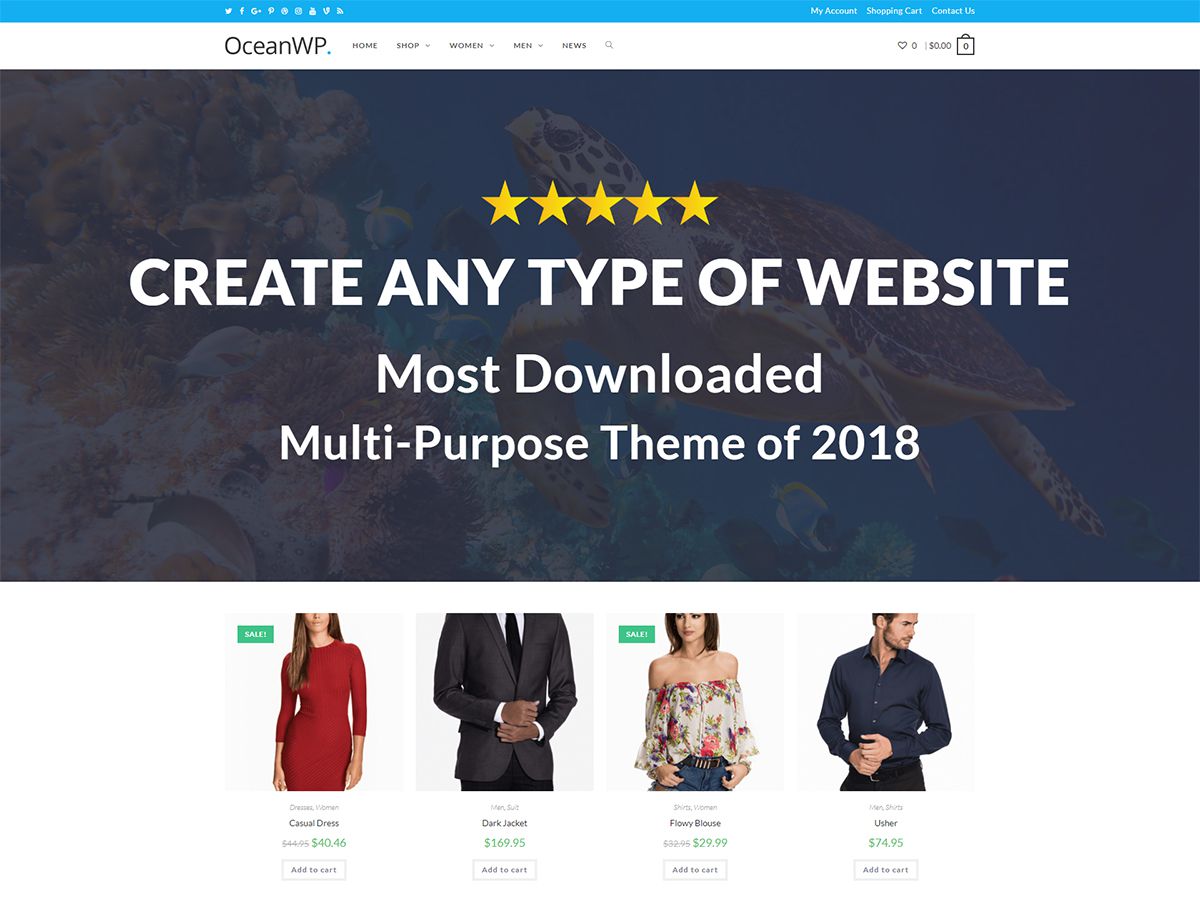 My Account Shopping Cart Contact Us
OceanWP. HOME SHOP WOMEN MEN NEWS 0 | $0.00 0
CREATE ANY TYPE OF WEBSITE
Most Downloaded
Multi-Purpose Theme of 2018
SALE! SALE!
Dresses, Women Men, Suit Shirts, Women Men, Shirts
Casual Dress Dark Jacket Flowy Blouse Usher
$44.95 $40.46 $169.95 $32.95 $29.99 $74.95
Add to cart Add to cart Add to cart Add to cart